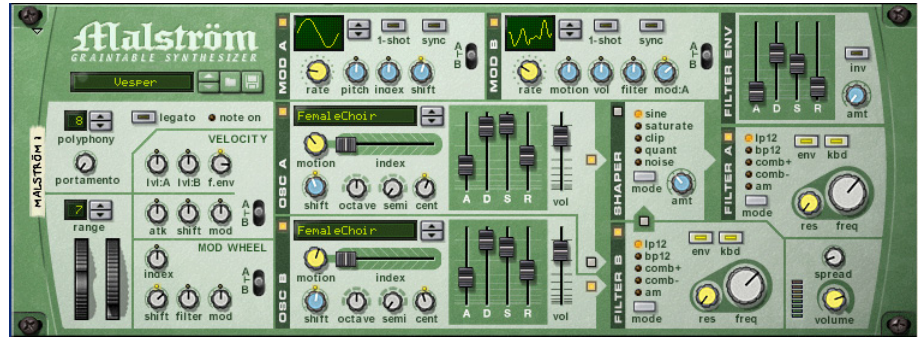 Malström
GRAINTABLE SYNTHESIZER
Vesper
MALSTRÖM 1
8
polyphony
portamento
7
range
legato
note on
VELOCITY
lvl:A lvl:B f.env
atk shift mod
A
B
MOD WHEEL
index
A
B
shift filter mod
MOD A
1-shot sync
A
B
rate pitch index shift
MOD B
1-shot sync
A
B
rate motion vol filter mod:A
FILTER ENV
A D S R
inv
amt
OSC A
FemaleChoir
motion index
shift octave semi cent
A D S R
vol
OSC B
FemaleChoir
motion index
shift octave semi cent
A D S R
vol
SHAPER
sine
saturate
clip
quant
noise
mode
amt
FILTER A
lp12
bp12
comb+
comb-
am
mode
env kbd
res freq
FILTER B
lp12
bp12
comb+
comb-
am
mode
env kbd
res freq
spread
volume